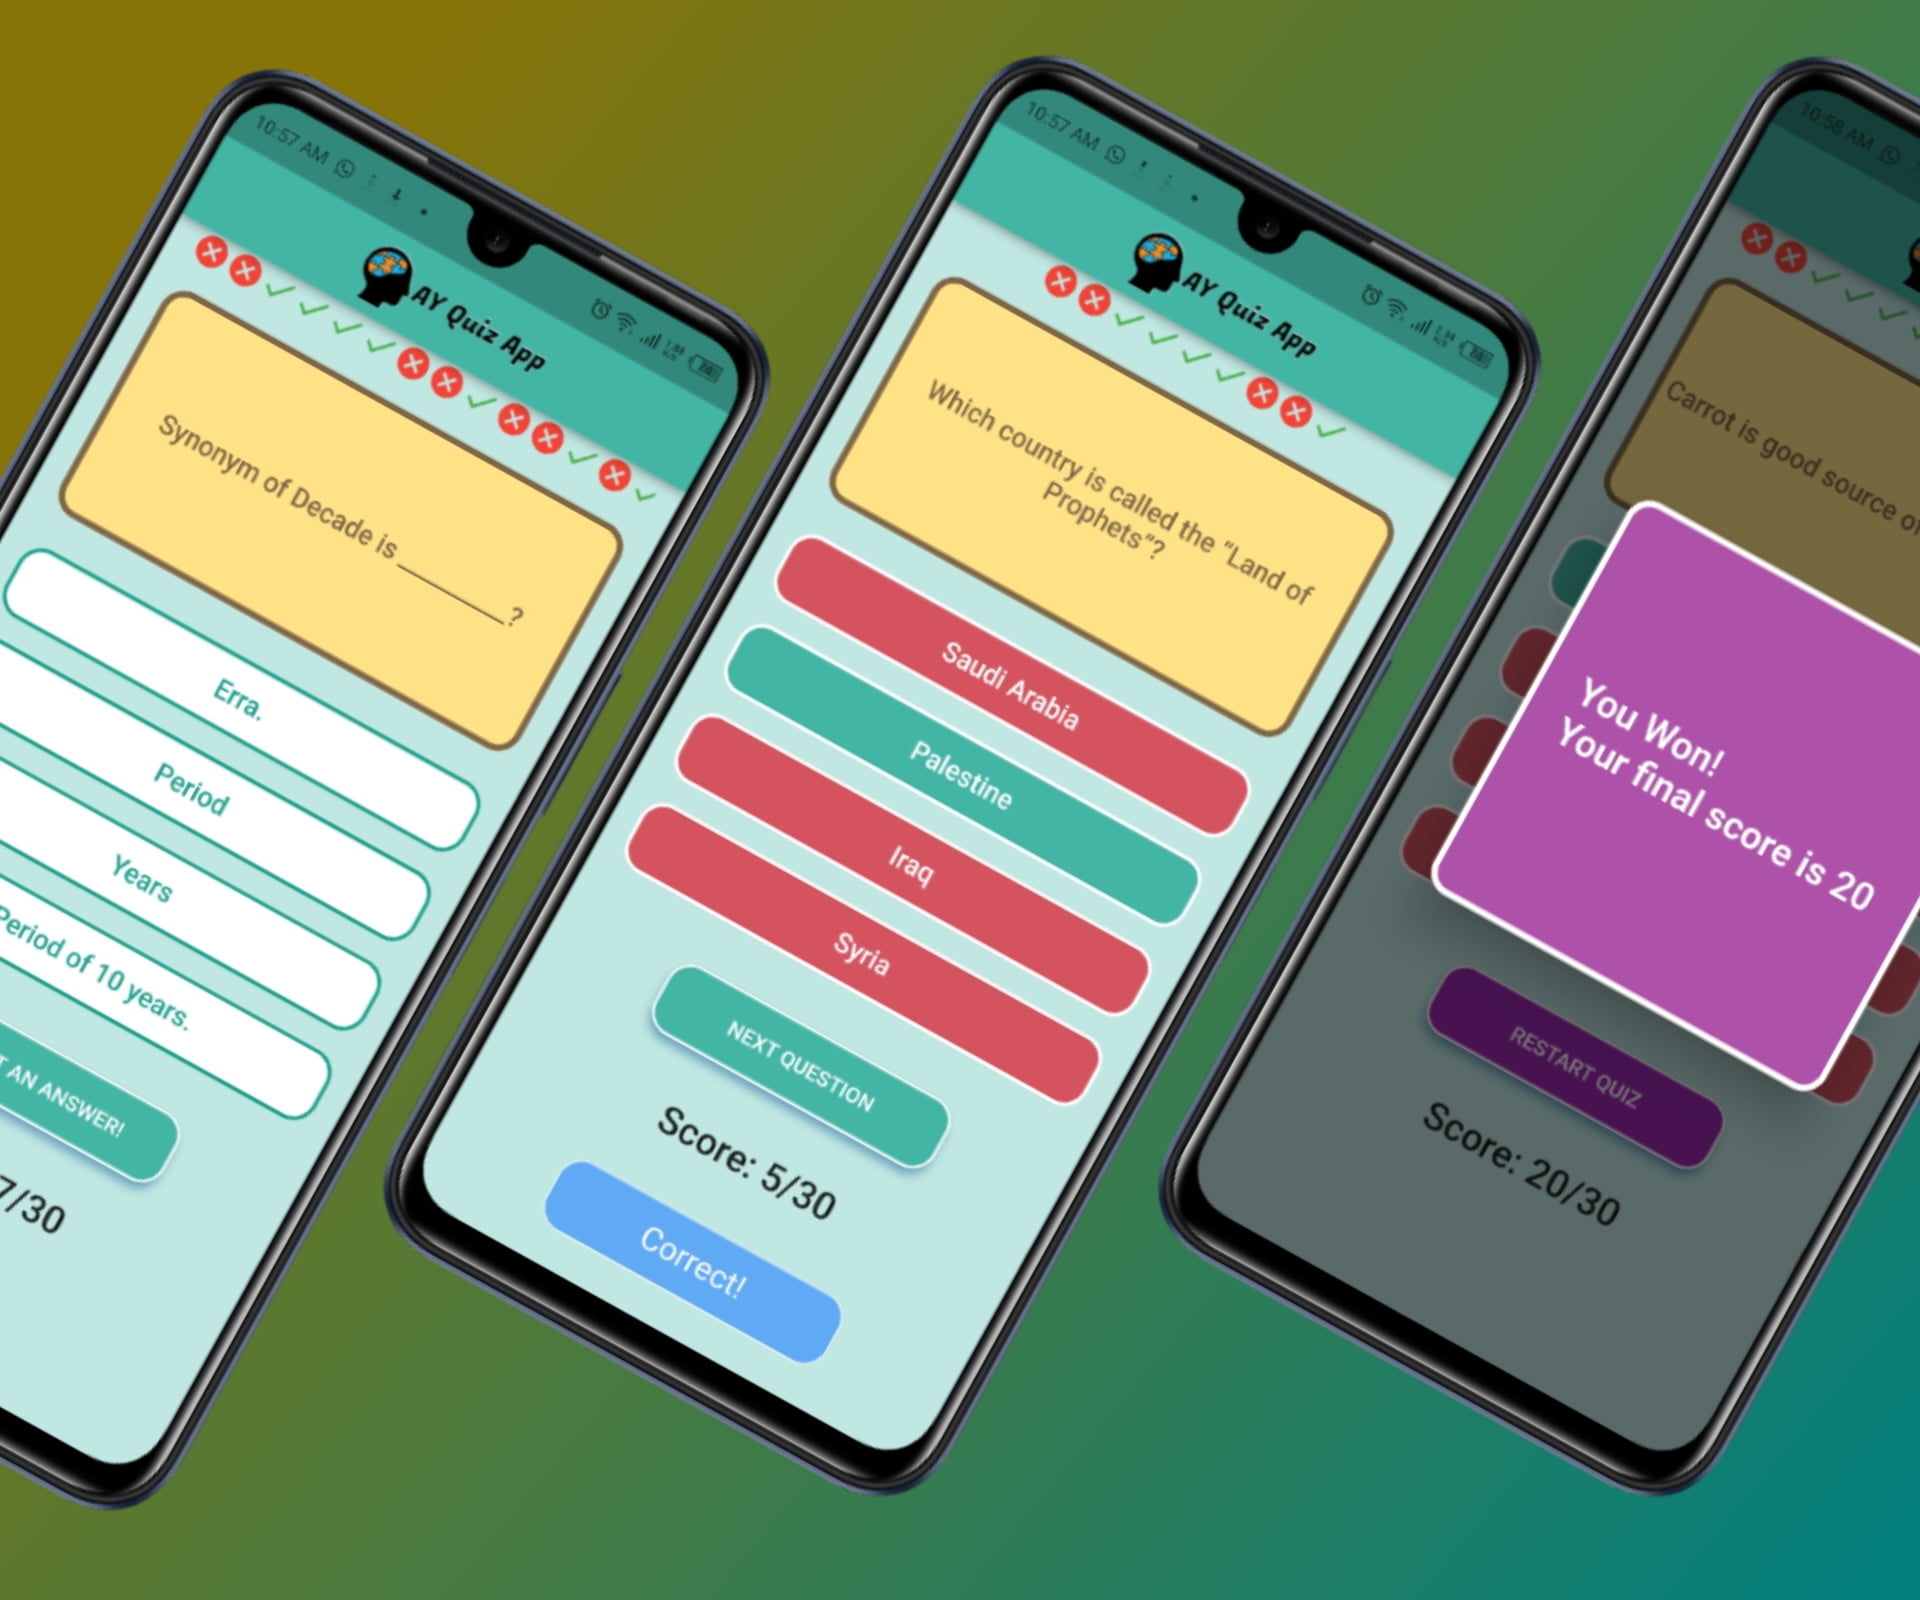 10:57 AM
AY Quiz App
Synonym of Decade is ________?
Erra.
Period
Years
Period of 10 years.
AN ANSWER!
7/30
10:57 AM
AY Quiz App
Which country is called the "Land of
Prophets"?
Saudi Arabia
Palestine
Iraq
Syria
NEXT QUESTION
Score: 5/30
Correct!
10:58 AM
Carrot is good source
You Won!
Your final score is 20
RESTART QUIZ
Score: 20/30